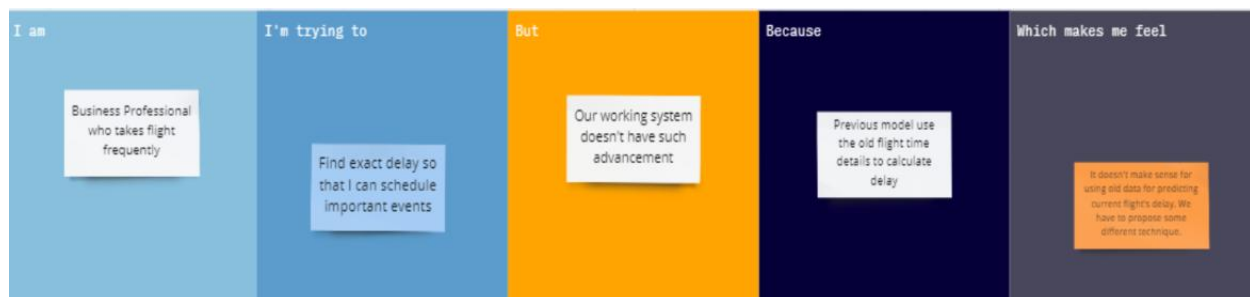 I am
Business Professional
who takes flight
frequently
I'm trying to
Find exact delay so
that I can schedule
important events
But
Our working system
doesn't have such
advancement
Because
Previous model use
the old flight time
details to calculate
delay
Which makes me feel
It doesn't make sense for
using old data for predicting
current flight's delay. We
have to propose some
different technique.